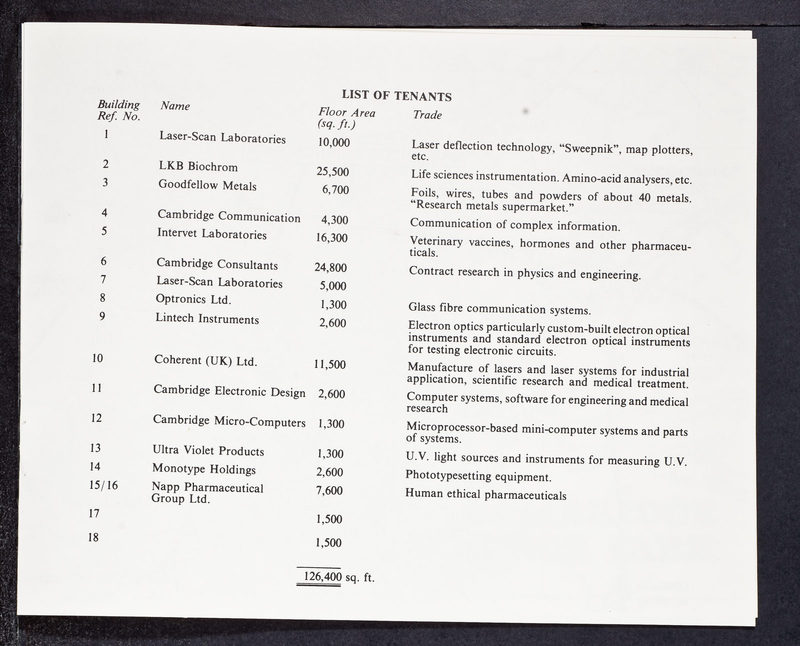 LIST OF TENANTS
Building Name Floor Area Trade
Ref. No. (sq. ft.)
1 Laser-Scan Laboratories 10,000 Laser deflection technology, “Sweepnik”, map plotters,
etc.
2 LKB Biochrom 25,500 Life sciences instrumentation. Amino-acid analysers, etc.
3 Goodfellow Metals 6,700 Foils, wires, tubes and powders of about 40 metals.
“Research metals supermarket.”
4 Cambridge Communication 4,300 Communication of complex information.
5 Intervet Laboratories 16,300 Veterinary vaccines, hormones and other pharmaceu-
ticals.
6 Cambridge Consultants 24,800 Contract research in physics and engineering.
7 Laser-Scan Laboratories 5,000
8 Optronics Ltd. 1,300 Glass fibre communication systems.
9 Lintech Instruments 2,600 Electron optics particularly custom-built electron optical
instruments and standard electron optical instruments
for testing electronic circuits.
10 Coherent (UK) Ltd. 11,500 Manufacture of lasers and laser systems for industrial
application, scientific research and medical treatment.
11 Cambridge Electronic Design 2,600 Computer systems, software for engineering and medical
research
12 Cambridge Micro-Computers 1,300 Microprocessor-based mini-computer systems and parts
of systems.
13 Ultra Violet Products 1,300 U.V. light sources and instruments for measuring U.V.
14 Monotype Holdings 2,600 Phototypesetting equipment.
15/16 Napp Pharmaceutical 7,600 Human ethical pharmaceuticals
Group Ltd.
17 1,500
18 1,500
126,400 sq. ft.